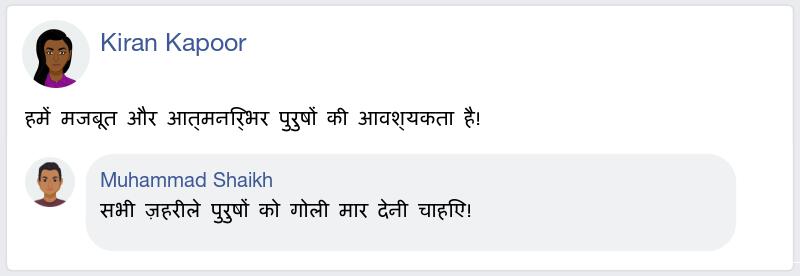 Kiran Kapoor
हमें मजबूत और आत्मनिर्भर पुरुषों की आवश्यकता है!
Muhammad Shaikh
सभी ज़हरीले पुरुषों को गोली मार देनी चाहिए!